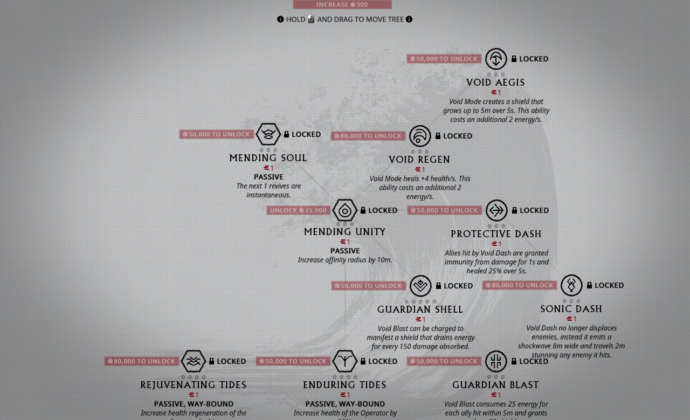 INCREASE 500
HOLD AND DRAG TO MOVE TREE
50,000 TO UNLOCK LOCKED
VOID AEGIS
1
Void Mode creates a shield that
grows up to 5m over 5s. This ability
costs an additional 2 energy/s.
50,000 TO UNLOCK LOCKED
MENDING SOUL
1
PASSIVE
The next 1 revives are
instantaneous.
80,000 TO UNLOCK LOCKED
VOID REGEN
1
Void Mode heals +4 health/s. This
ability costs an additional 2
energy/s.
UNLOCK 25,000 LOCKED
MENDING UNITY
1
PASSIVE
Increase affinity radius by 10m.
50,000 TO UNLOCK LOCKED
PROTECTIVE DASH
1
Allies hit by Void Dash are granted
immunity from damage for 1s and
healed 25% over 5s.
50,000 TO UNLOCK LOCKED
GUARDIAN SHELL
1
Void Blast can be charged to
manifest a shield that drains energy
for every 150 damage absorbed.
80,000 TO UNLOCK LOCKED
SONIC DASH
1
Void Dash no longer displaces
enemies, instead it emits a
shockwave 8m wide and travels 2m
stunning any enemy it hits.
80,000 TO UNLOCK LOCKED
REJUVENATING TIDES
1
PASSIVE, WAY-BOUND
Increase health regeneration of the
50,000 TO UNLOCK LOCKED
ENDURING TIDES
1
PASSIVE, WAY-BOUND
Increase health of the Operator by
50,000 TO UNLOCK LOCKED
GUARDIAN BLAST
1
Void Blast consumes 25 energy for
each ally hit within 5m and grants